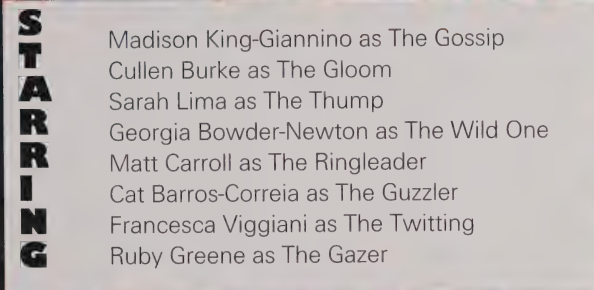 STARRING
Madison King-Giannino as The Gossip
Cullen Burke as The Gloom
Sarah Lima as The Thump
Georgia Bowder-Newton as The Wild One
Matt Carroll as The Ringleader
Cat Barros-Correia as The Guzzler
Francesca Viggiani as The Twitting
Ruby Greene as The Gazer